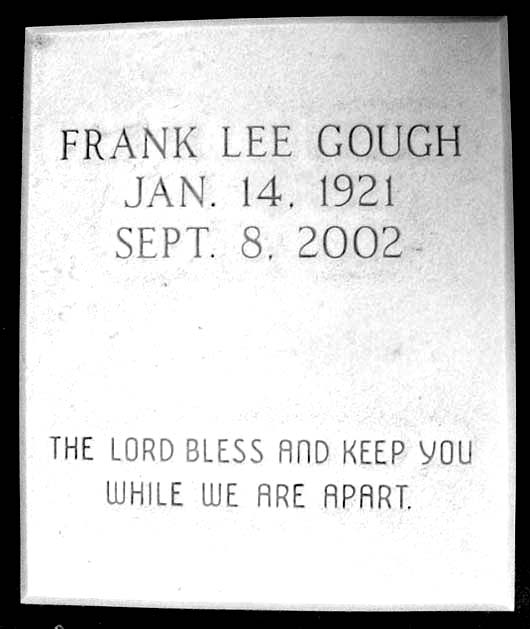 FRANK LEE GOUGH
JAN. 14, 1921
SEPT. 8, 2002
THE LORD BLESS AND KEEP YOU
WHILE WE ARE APART.